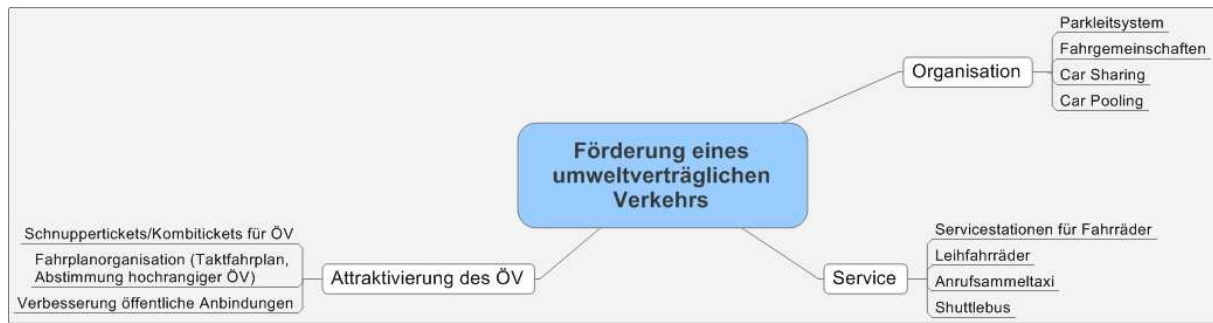 Förderung eines
umweltverträglichen
Verkehrs
Organisation
Parkleitsystem
Fahrgemeinschaften
Car Sharing
Car Pooling
Service
Servicestationen für Fahrräder
Leihfahrräder
Anrufsammeltaxi
Shuttlebus
Attraktivierung des ÖV
Schnuppertickets/Kombitickets für ÖV
Fahrplanorganisation (Taktfahrplan,
Abstimmung hochrangiger ÖV)
Verbesserung öffentliche Anbindungen